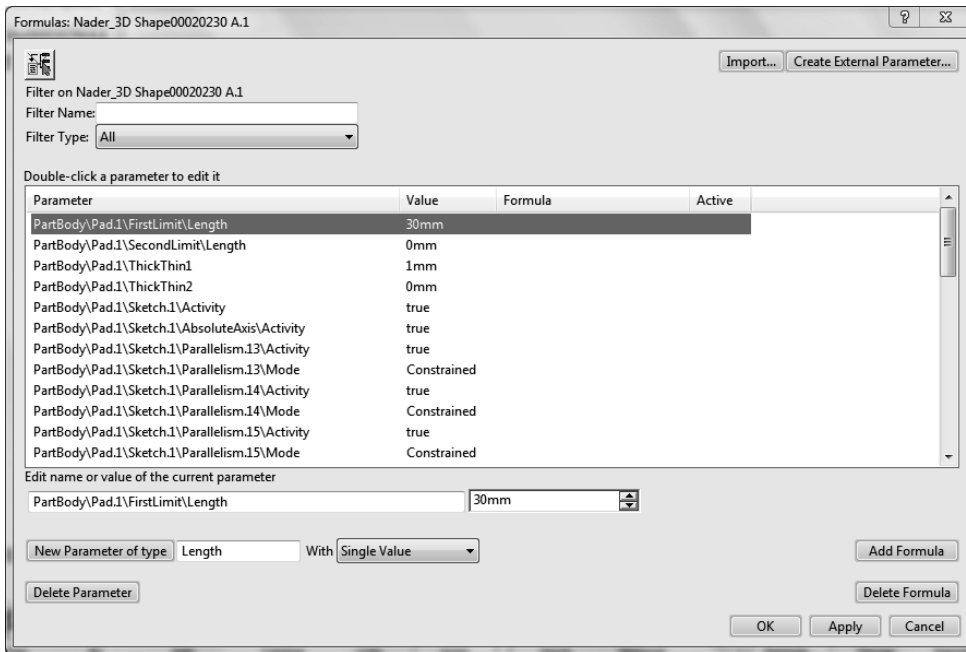 Formulas: Nader_3D Shape00020230 A.1
Import... Create External Parameter...
Filter on Nader_3D Shape00020230 A.1
Filter Name:
Filter Type: All
Double-click a parameter to edit it
Parameter Value Formula Active
PartBody\Pad.1\FirstLimit\Length 30mm
PartBody\Pad.1\SecondLimit\Length 0mm
PartBody\Pad.1\ThickThin1 1mm
PartBody\Pad.1\ThickThin2 0mm
PartBody\Pad.1\Sketch.1\Activity true
PartBody\Pad.1\Sketch.1\AbsoluteAxis\Activity true
PartBody\Pad.1\Sketch.1\Parallelism.13\Activity true
PartBody\Pad.1\Sketch.1\Parallelism.13\Mode Constrained
PartBody\Pad.1\Sketch.1\Parallelism.14\Activity true
PartBody\Pad.1\Sketch.1\Parallelism.14\Mode Constrained
PartBody\Pad.1\Sketch.1\Parallelism.15\Activity true
PartBody\Pad.1\Sketch.1\Parallelism.15\Mode Constrained
Edit name or value of the current parameter
PartBody\Pad.1\FirstLimit\Length 30mm
New Parameter of type Length With Single Value Add Formula
Delete Parameter Delete Formula
OK Apply Cancel